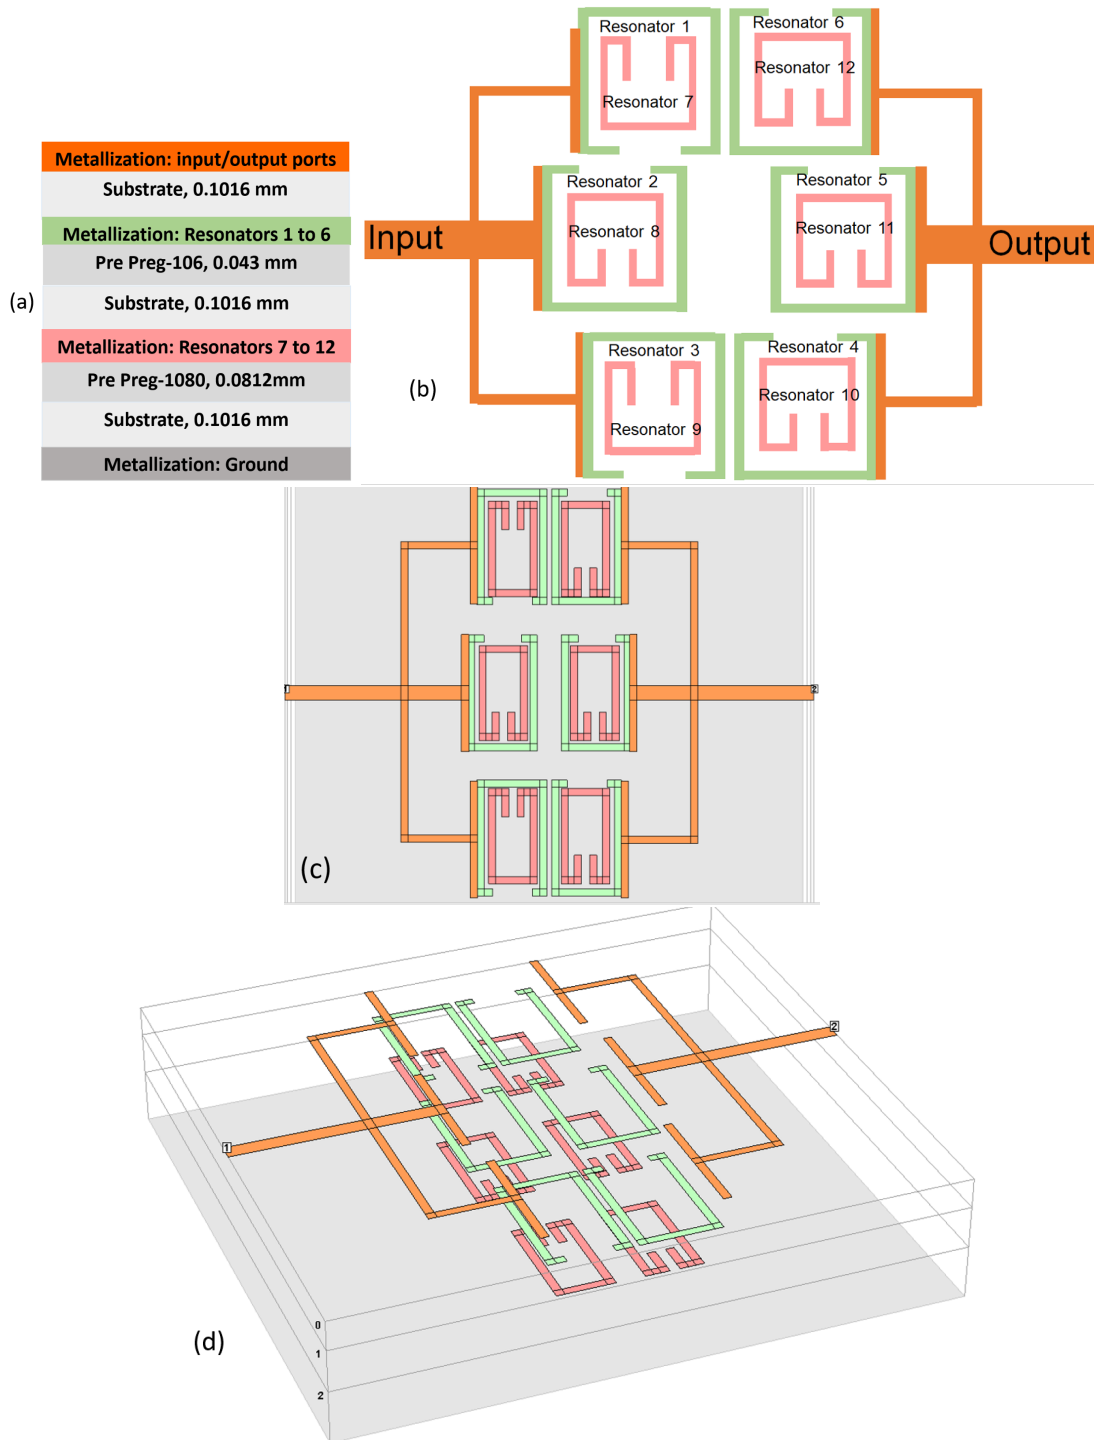 Metallization: input/output ports
Substrate, 0.1016 mm
Metallization: Resonators 1 to 6
Pre Preg-106, 0.043 mm
Substrate, 0.1016 mm
Metallization: Resonators 7 to 12
Pre Preg-1080, 0.0812mm
Substrate, 0.1016 mm
Metallization: Ground
(a)
Resonator 1
Resonator 7
Resonator 6
Resonator 12
Resonator 2
Resonator 8
Resonator 5
Resonator 11
Input
Output
Resonator 3
Resonator 9
Resonator 4
Resonator 10
(b)
1
2
(c)
1
2
0
1
2
(d)